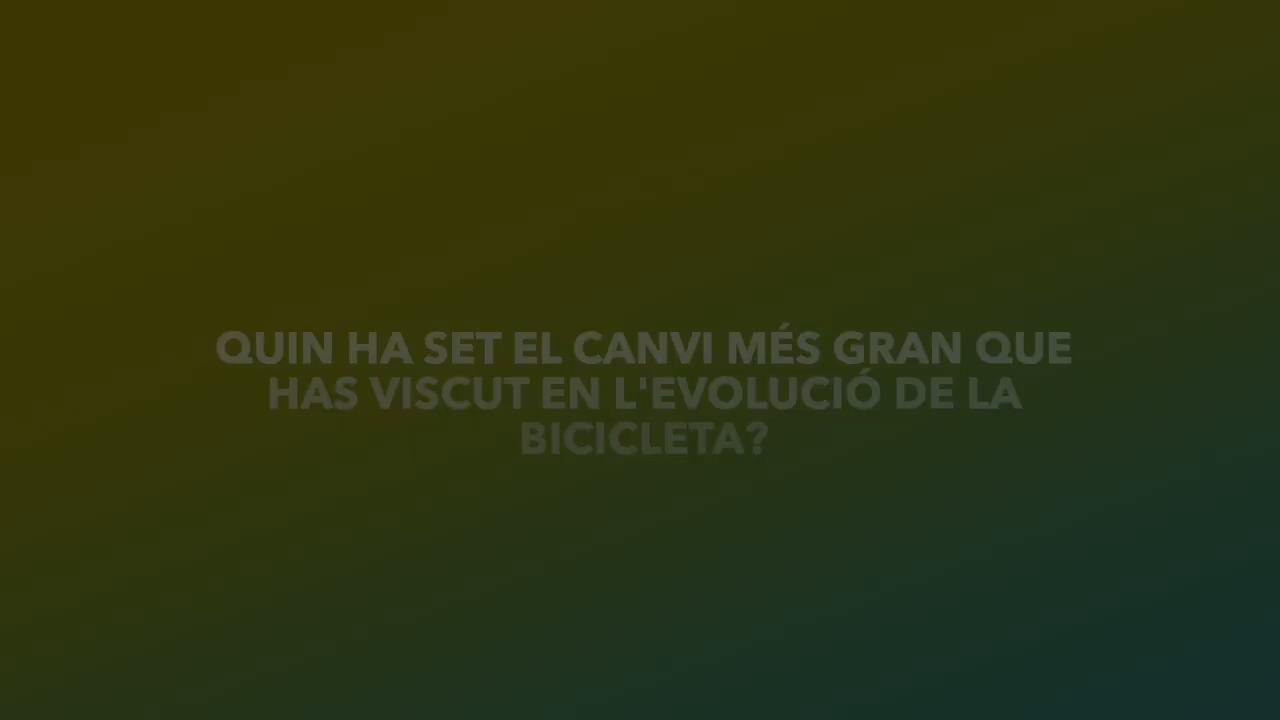 QUIN HA SET EL CANVI MÉS GRAN QUE
HAS VISCUT EN L'EVOLUCIÓ DE LA
BICICLETA?